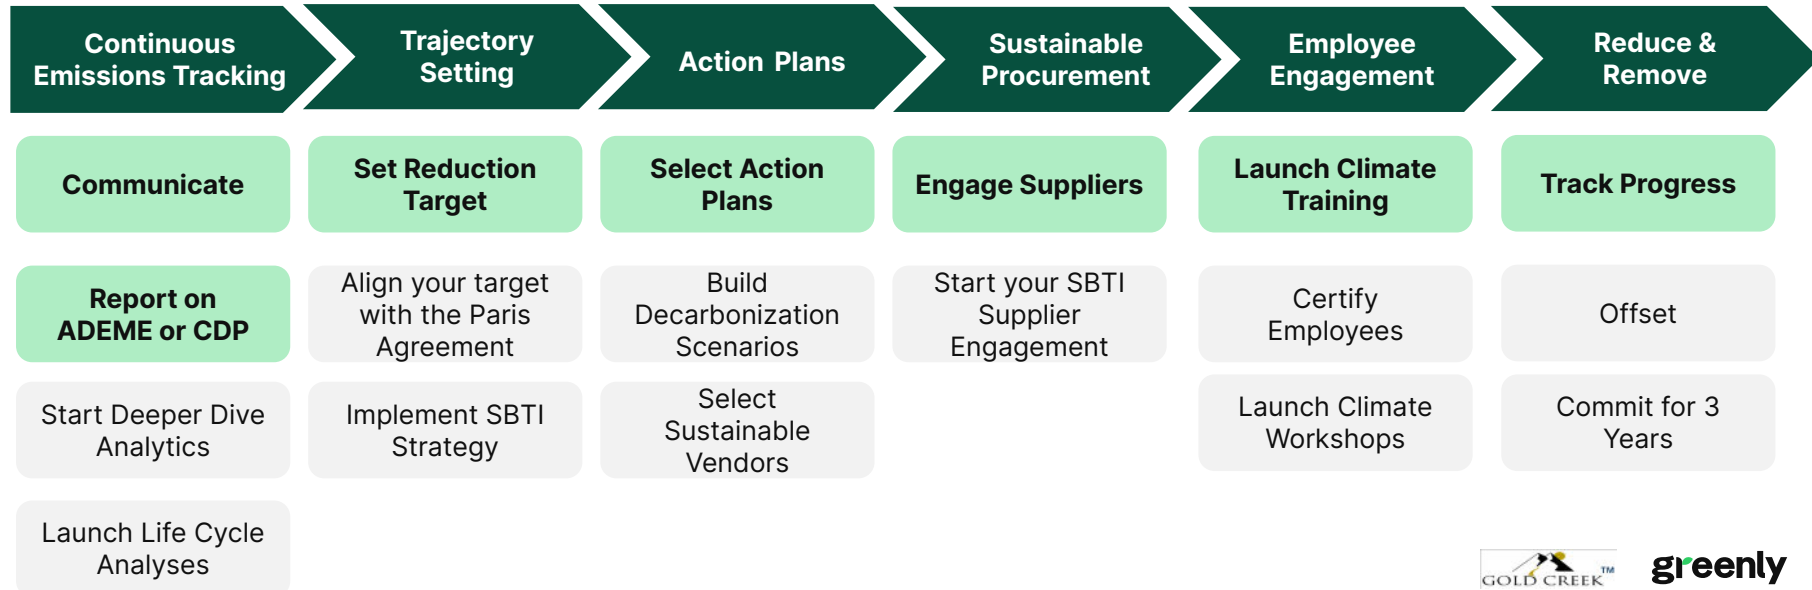 Continuous
Emissions Tracking
Trajectory
Setting
Action Plans
Sustainable
Procurement
Employee
Engagement
Reduce &
Remove
Communicate
Set Reduction
Target
Select Action
Plans
Engage Suppliers
Launch Climate
Training
Track Progress
Report on
ADEME or CDP
Align your target
with the Paris
Agreement
Build
Decarbonization
Scenarios
Start your SBTI
Supplier
Engagement
Certify
Employees
Offset
Start Deeper Dive
Analytics
Implement SBTI
Strategy
Select
Sustainable
Vendors
Launch Climate
Workshops
Commit for 3
Years
Launch Life Cycle
Analyses
GOLD CREEK™
greenly